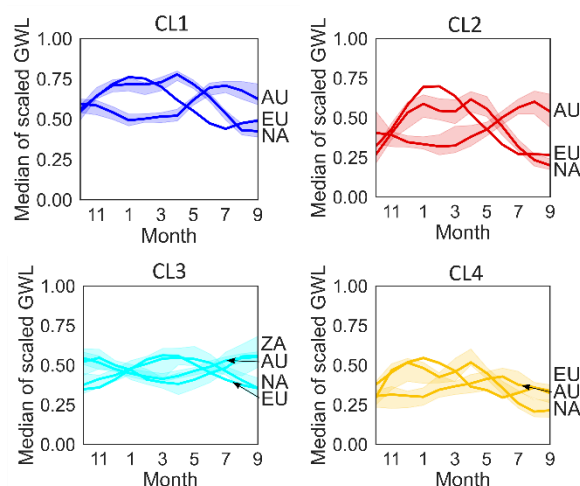 CL1
Median of scaled GWL
1.00
0.75
0.50
0.25
0.00
AU
EU
NA
11 1 3 5 7 9
Month
CL2
Median of scaled GWL
1.00
0.75
0.50
0.25
0.00
AU
EU
NA
11 1 3 5 7 9
Month
CL3
Median of scaled GWL
1.00
0.75
0.50
0.25
0.00
ZA
AU
NA
EU
11 1 3 5 7 9
Month
CL4
Median of scaled GWL
1.00
0.75
0.50
0.25
0.00
EU
AU
NA
11 1 3 5 7 9
Month